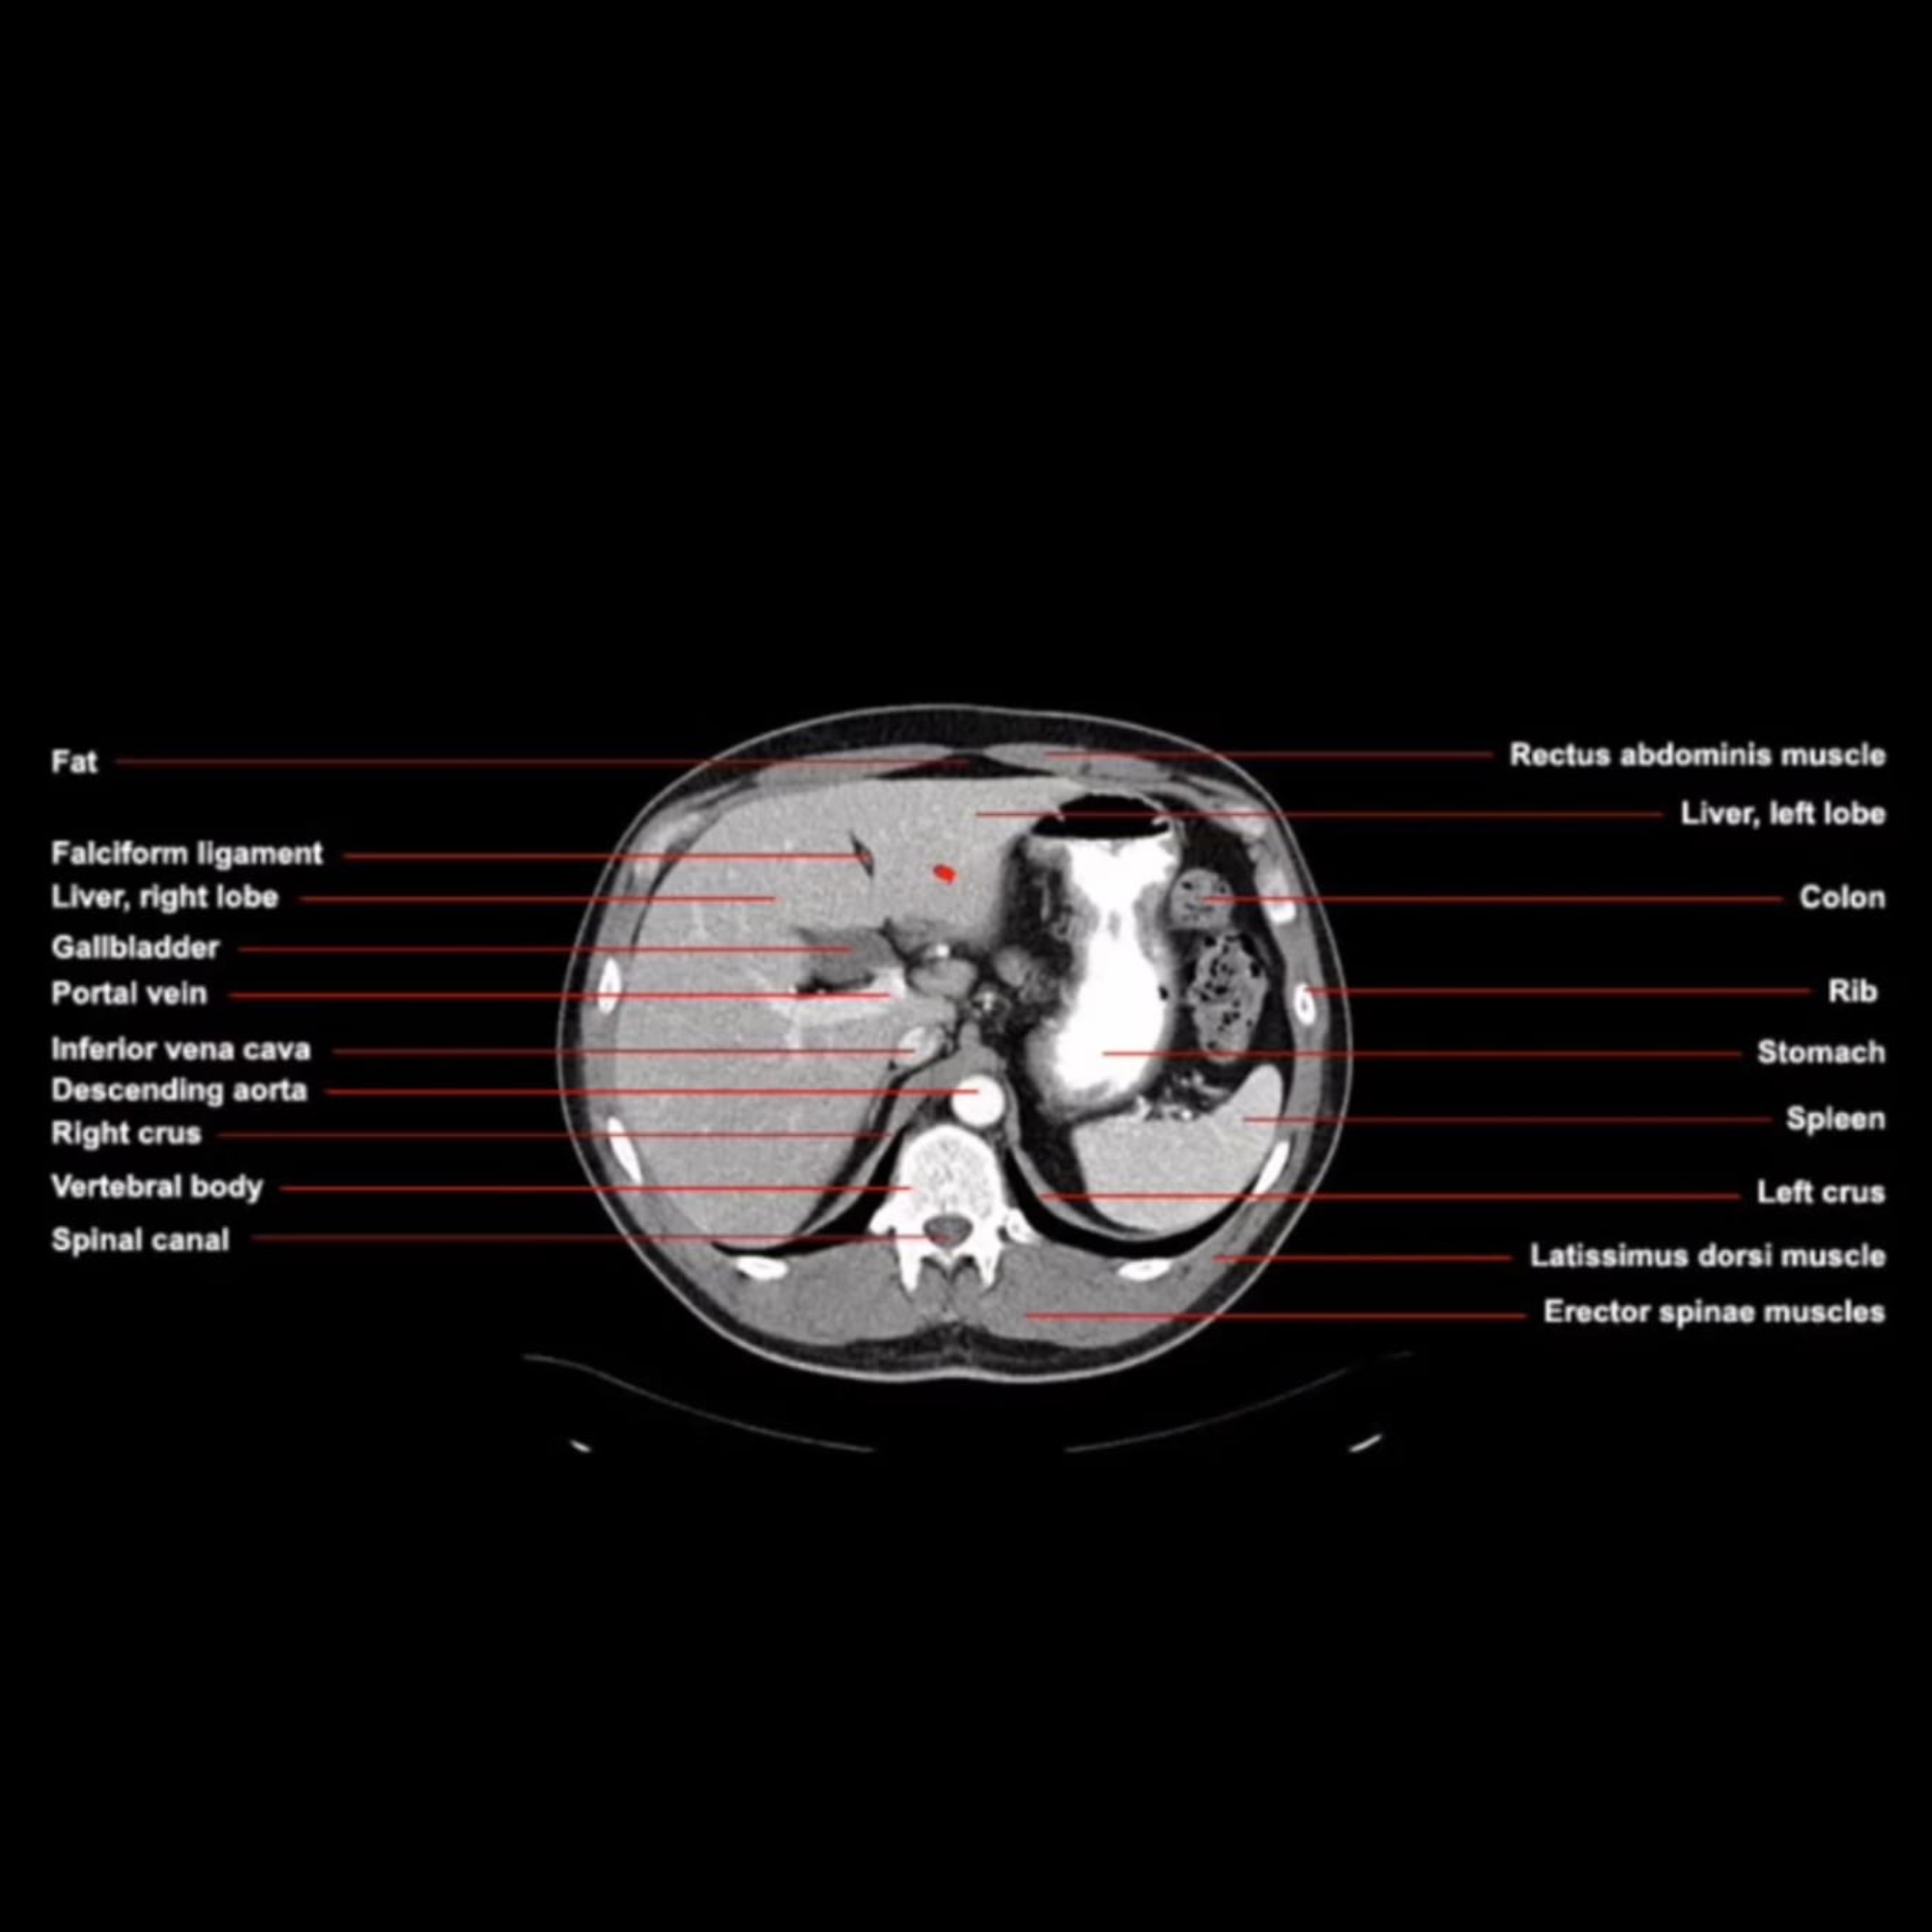 Fat
Falciform ligament
Liver, right lobe
Gallbladder
Portal vein
Inferior vena cava
Descending aorta
Right crus
Vertebral body
Spinal canal
Rectus abdominis muscle
Liver, left lobe
Colon
Rib
Stomach
Spleen
Left crus
Latissimus dorsi muscle
Erector spinae muscles